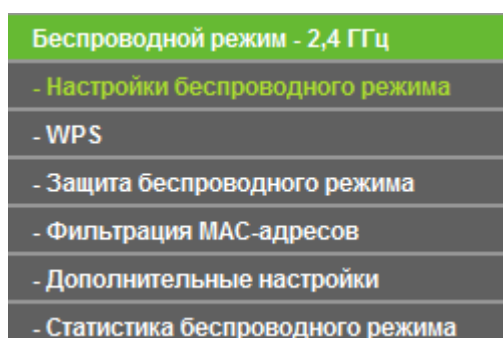 Беспроводной режим - 2,4 ГГц
- Настройки беспроводного режима
- WPS
- Защита беспроводного режима
- Фильтрация MAC-адресов
- Дополнительные настройки
- Статистика беспроводного режима